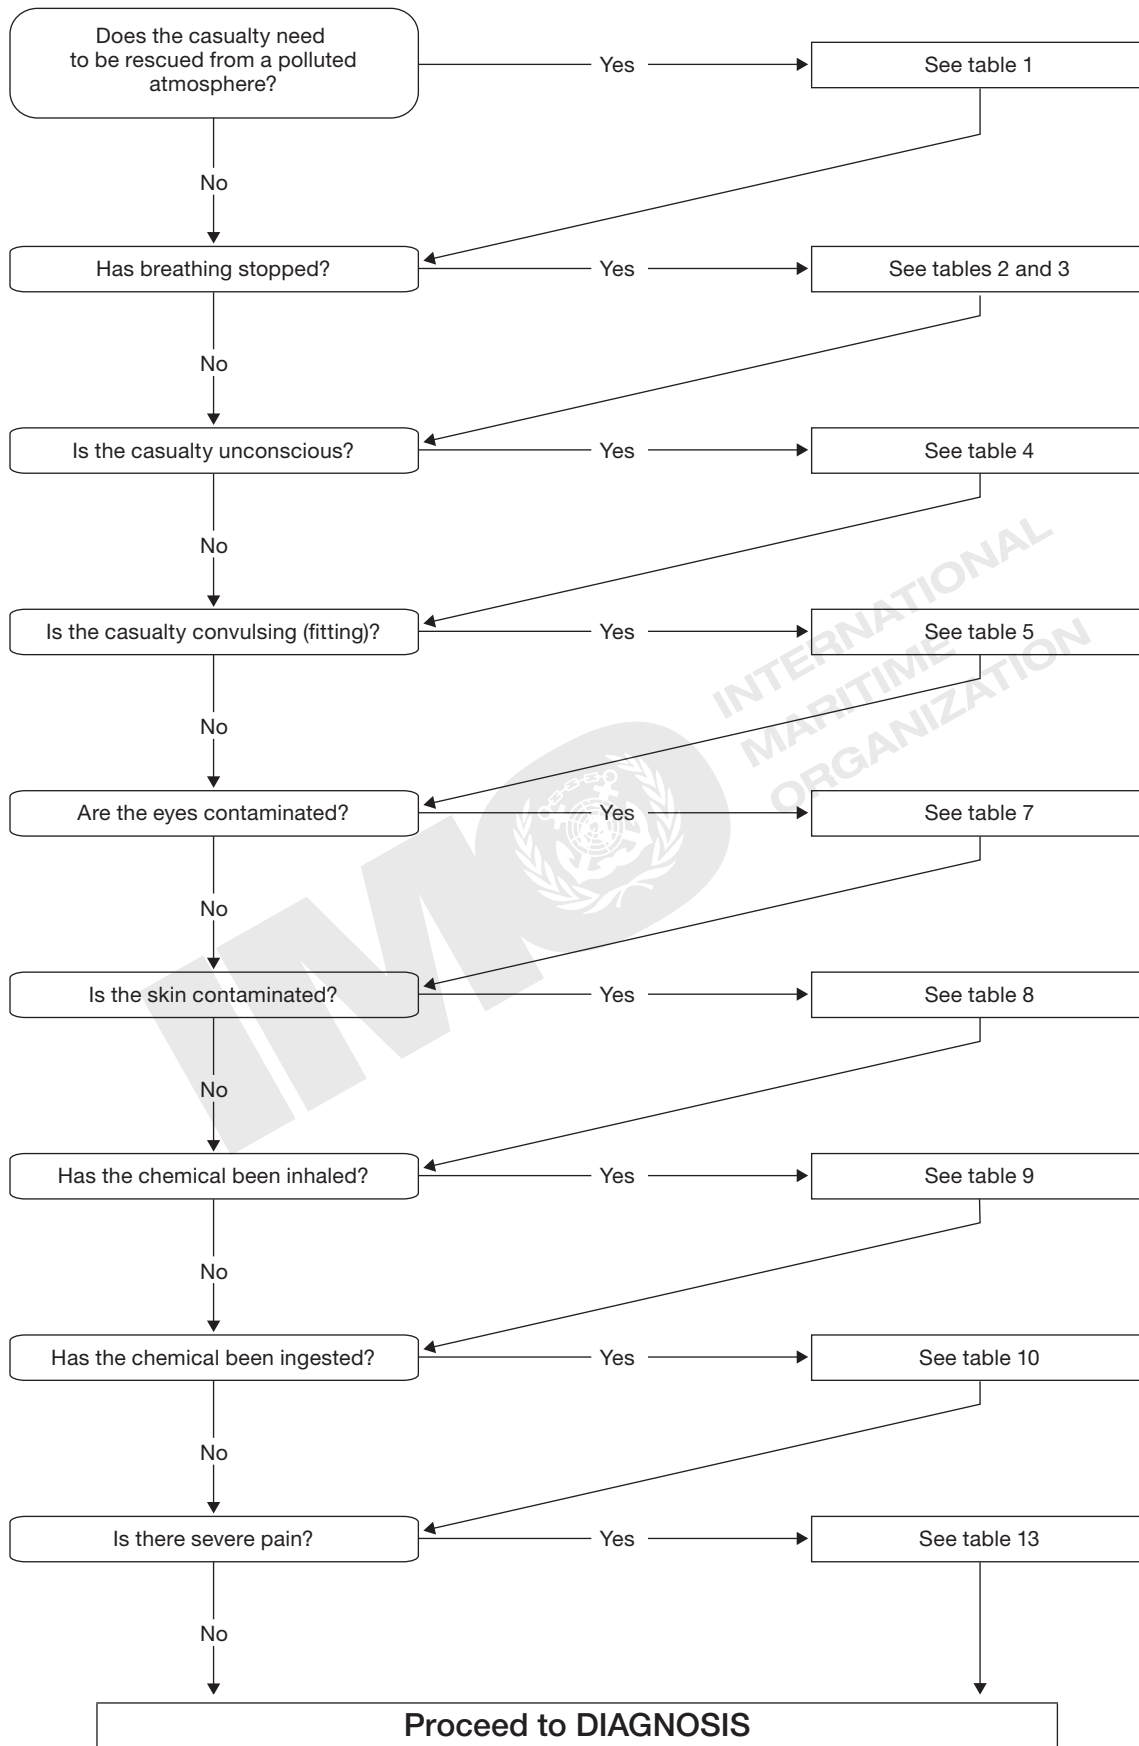 Does the casualty need
to be rescued from a polluted
atmosphere?
Yes
See table 1
No
Has breathing stopped?
Yes
See tables 2 and 3
No
Is the casualty unconscious?
Yes
See table 4
No
Is the casualty convulsing (fitting)?
Yes
See table 5
No
Are the eyes contaminated?
Yes
See table 7
No
Is the skin contaminated?
Yes
See table 8
No
Has the chemical been inhaled?
Yes
See table 9
No
Has the chemical been ingested?
Yes
See table 10
No
Is there severe pain?
Yes
See table 13
No
Proceed to DIAGNOSIS
IMO
INTERNATIONAL
MARITIME
ORGANIZATION